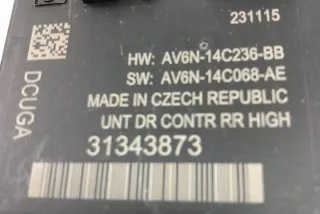 231115
DCUGA
HW: AV6N-14C236-BB
SW: AV6N-14C068-AE
MADE IN CZECH REPUBLIC
UNT DR CONTR RR HIGH
31343873